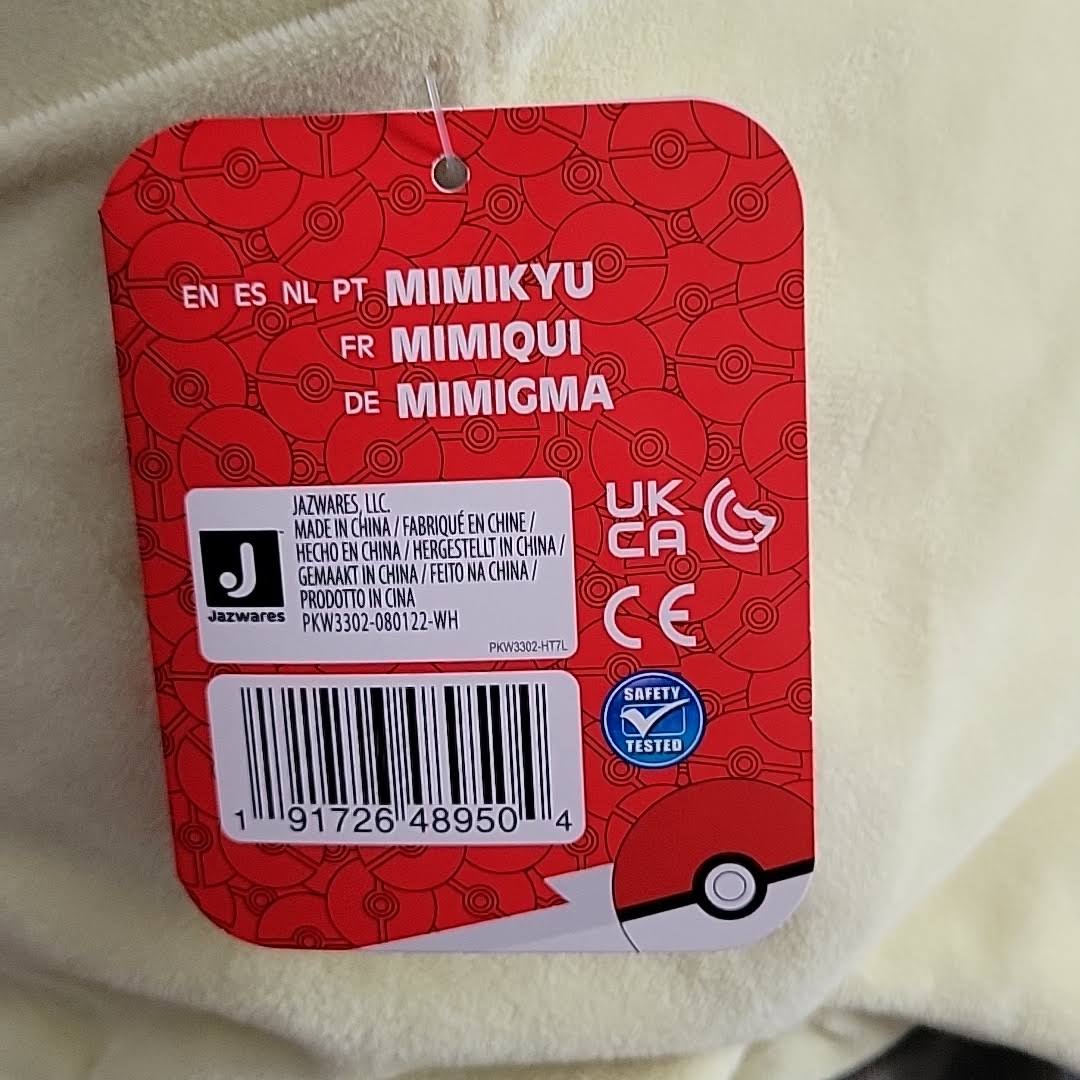 EN ES NL PT MIMIKYU
FR MIMIQUI
DE MIMIGMA
JAZWARES, LLC.
MADE IN CHINA / FABRIQUÉ EN CHINE /
HECHO EN CHINA / HERGESTELLT IN CHINA /
GEMAAKT IN CHINA / FEITO NA CHINA /
PRODOTTO IN CINA
PKW3302-080122-WH
PKW3302-HT7L
J
Jazwares
UK
CA
CE
SAFETY
TESTED
1 91726 48950 4